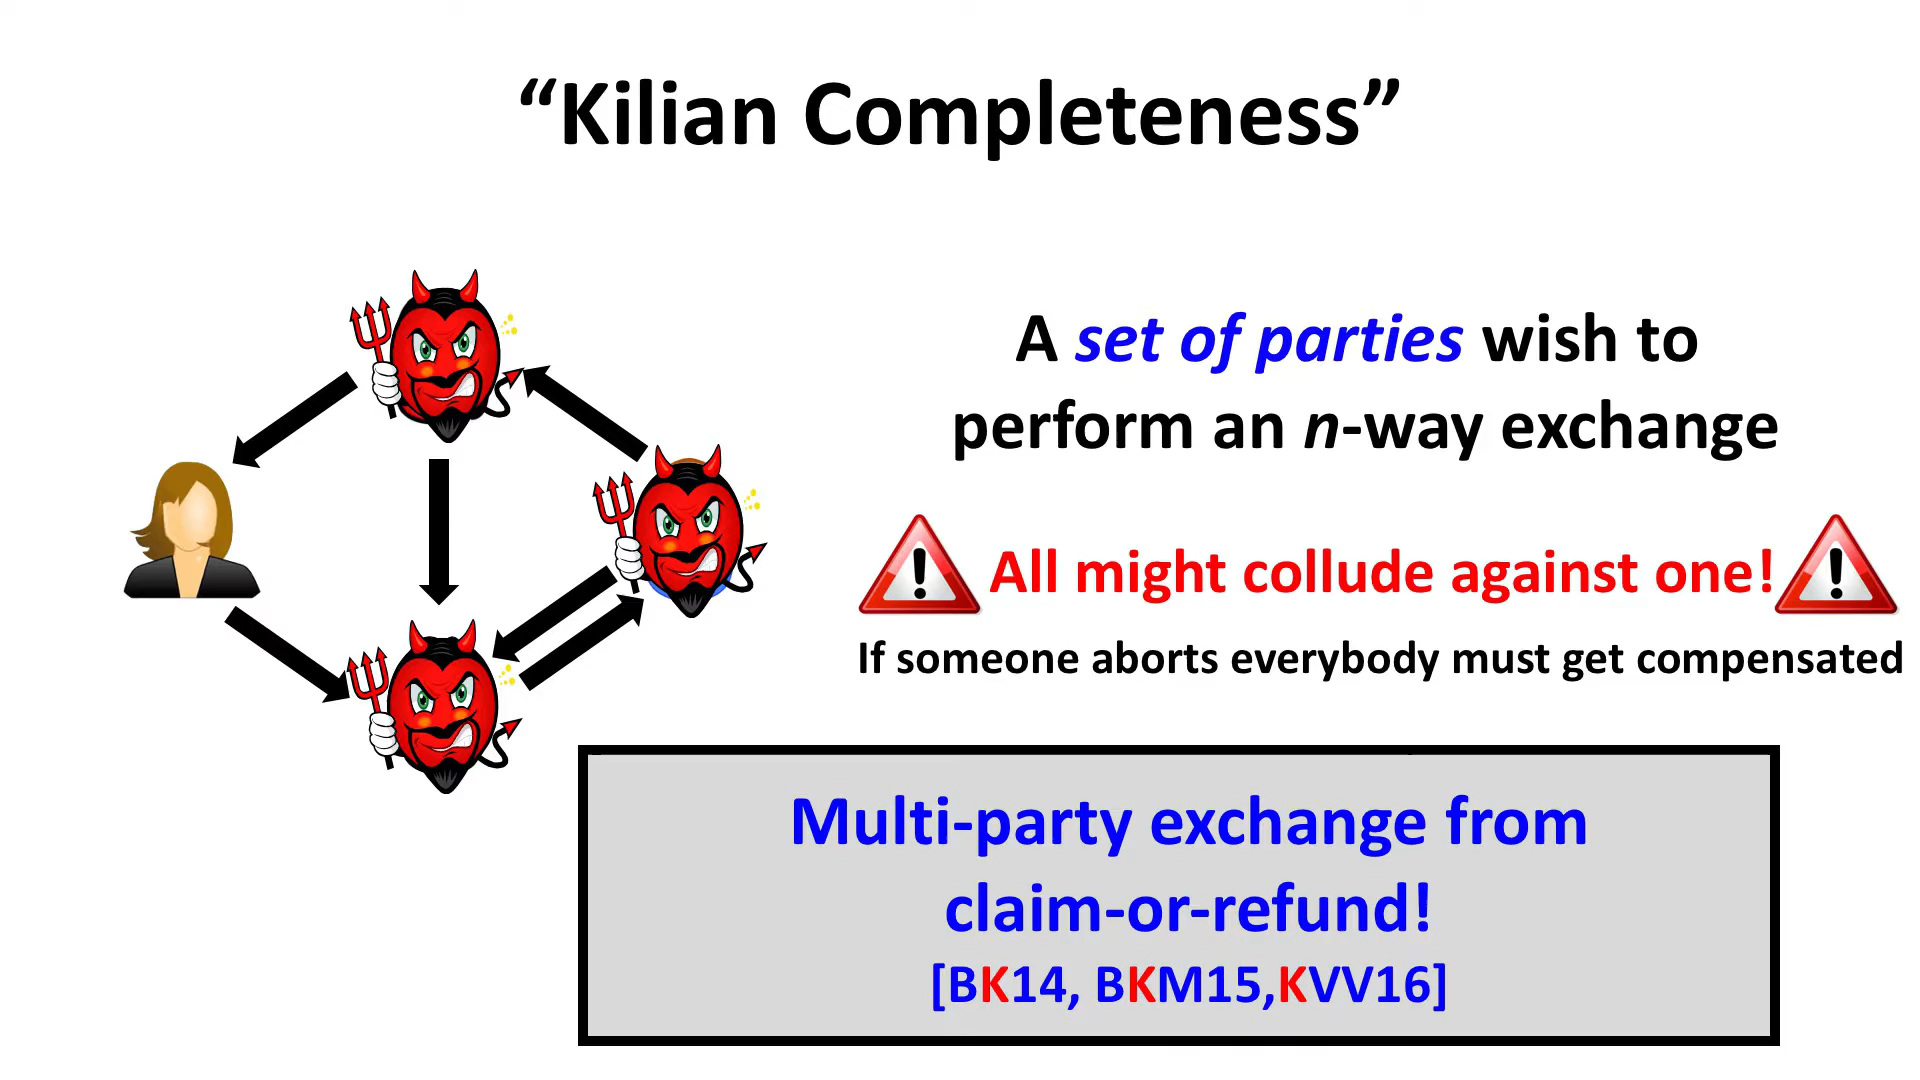 “Kilian Completeness”
A set of parties wish to
perform an n-way exchange
All might collude against one!
If someone aborts everybody must get compensated
Multi-party exchange from
claim-or-refund!
[BK14, BKM15,KVV16]